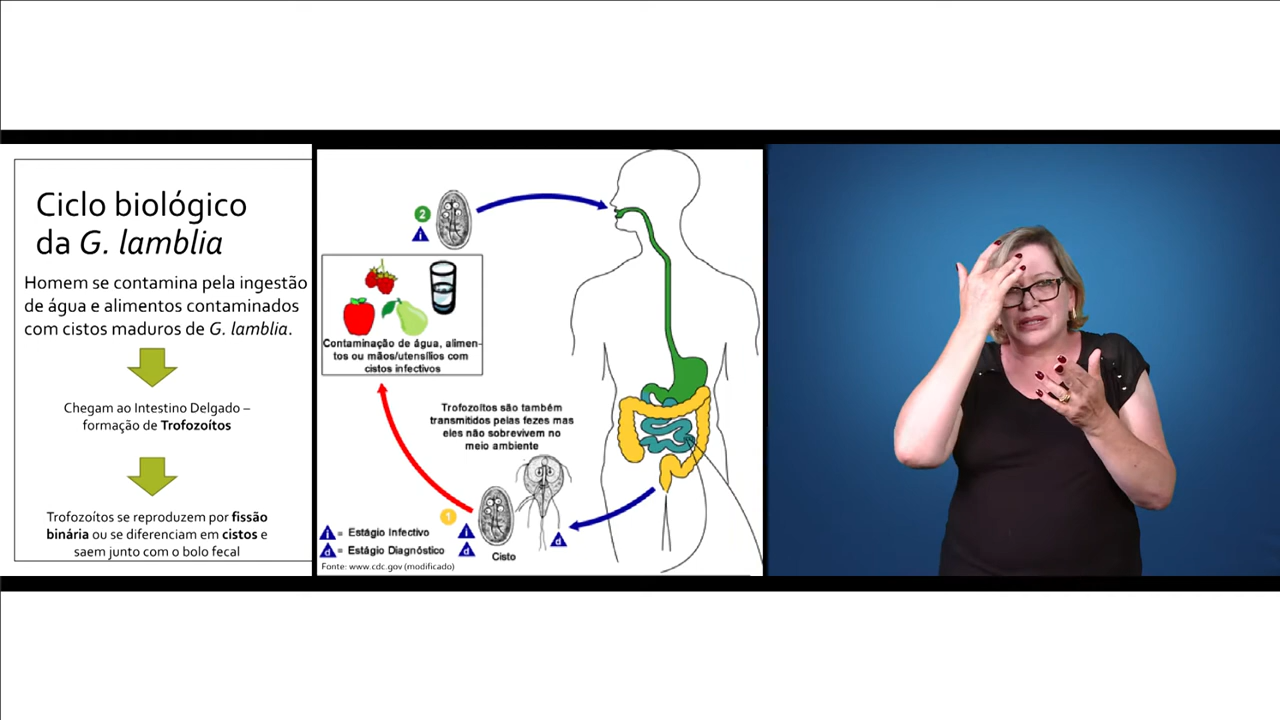 Ciclo biológico
da G. lamblia
Homem se contamina pela ingestão
de água e alimentos contaminados
com cistos maduros de G. lamblia.
Chegam ao Intestino Delgado –
formação de Trofozoítos
Trofozoítos se reproduzem por fissão
binária ou se diferenciam em cistos e
saem junto com o bolo fecal
2
i
Contaminação de água, alimen-
tos ou mãos/utensílios com
cistos infectivos
Trofozoítos são também
transmitidos pelas fezes mas
eles não sobrevivem no
meio ambiente
1
i
d
d
Cisto
i = Estágio Infectivo
d = Estágio Diagnóstico
Fonte: www.cdc.gov (modificado)